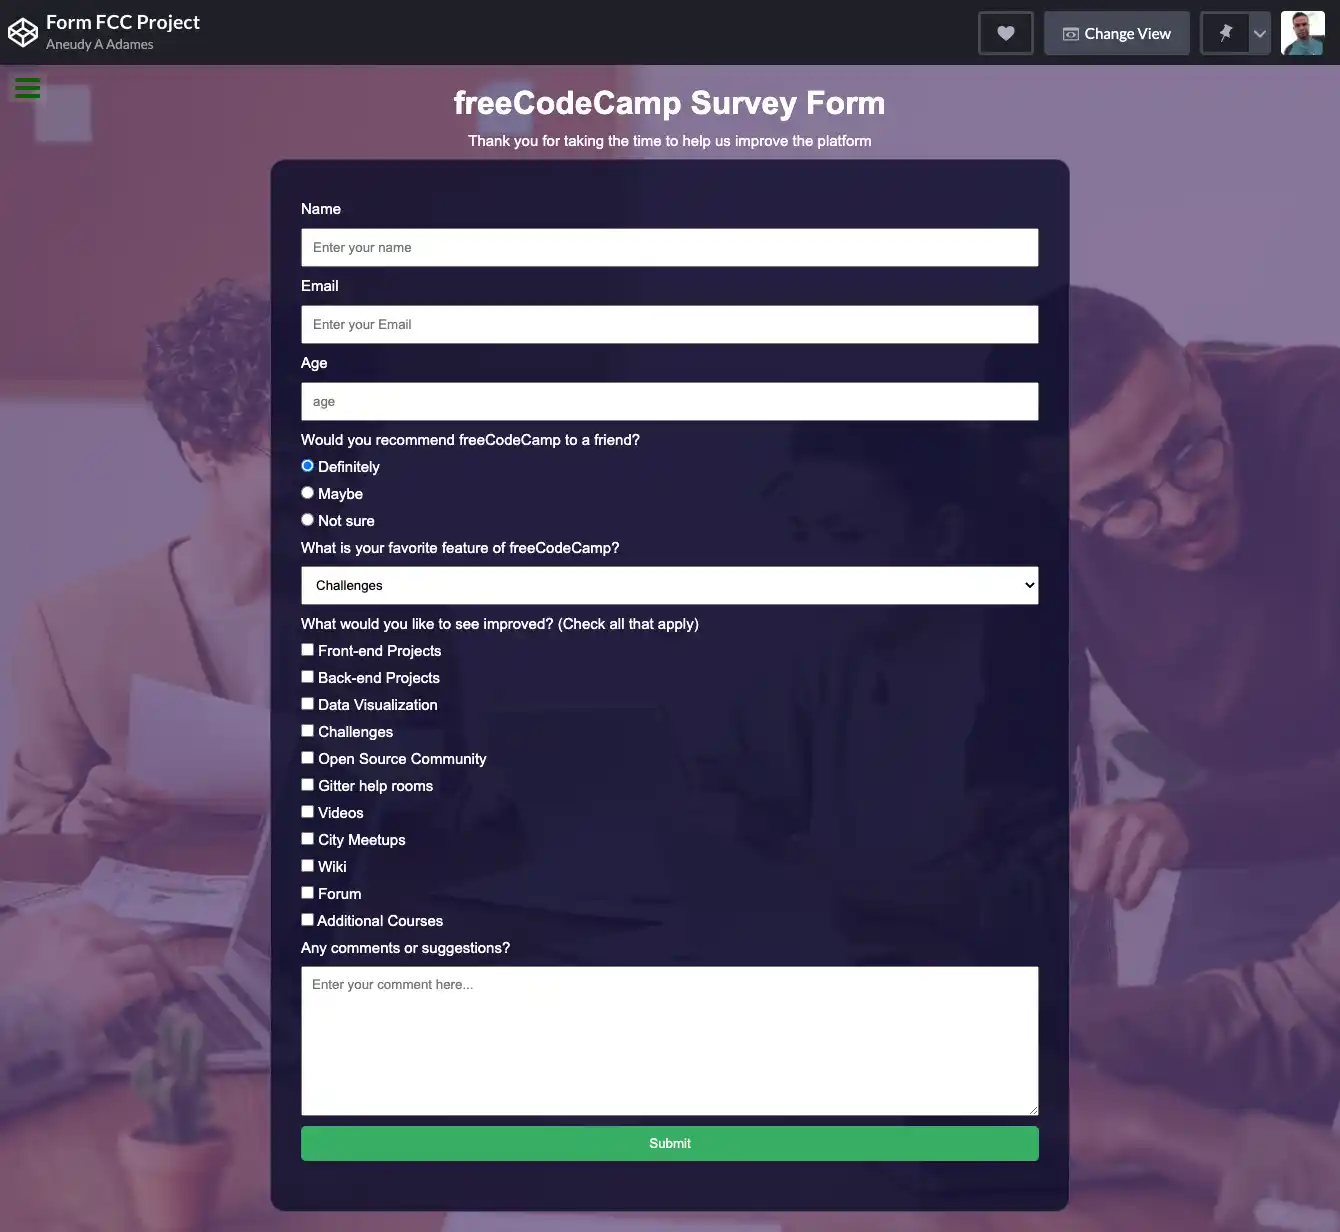 Form FCC Project
Aneudy A Adames
Change View
freeCodeCamp Survey Form
Thank you for taking the time to help us improve the platform
Name
Enter your name
Email
Enter your Email
Age
age
Would you recommend freeCodeCamp to a friend?
Definitely
Maybe
Not sure
What is your favorite feature of freeCodeCamp?
Challenges
What would you like to see improved? (Check all that apply)
Front-end Projects
Back-end Projects
Data Visualization
Challenges
Open Source Community
Gitter help rooms
Videos
City Meetups
Wiki
Forum
Additional Courses
Any comments or suggestions?
Enter your comment here...
Submit